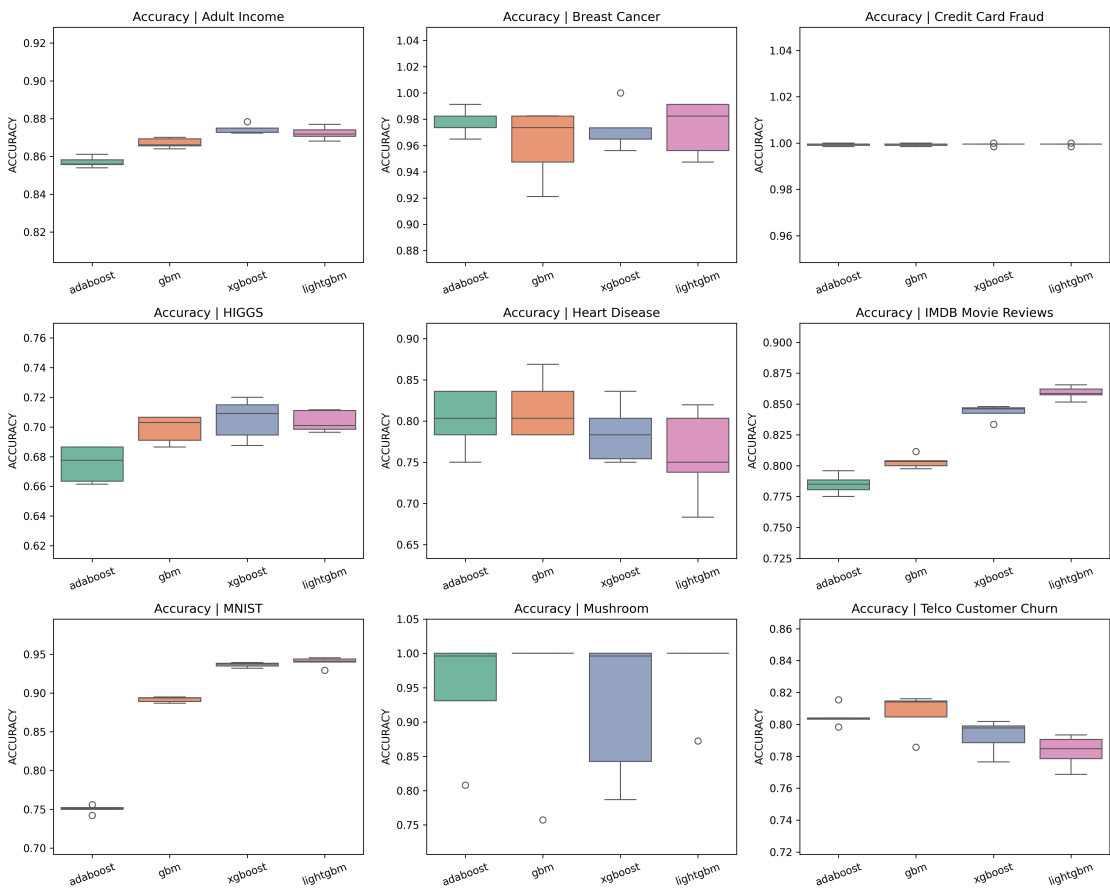 Accuracy | Adult Income
ACCURACY
0.92
0.90
0.88
0.86
0.84
0.82
adaboost
gbm
xgboost
lightgbm
Accuracy | Breast Cancer
ACCURACY
1.04
1.02
1.00
0.98
0.96
0.94
0.92
0.90
0.88
adaboost
gbm
xgboost
lightgbm
Accuracy | Credit Card Fraud
ACCURACY
1.04
1.02
1.00
0.98
0.96
adaboost
gbm
xgboost
lightgbm
Accuracy | HIGGS
ACCURACY
0.76
0.74
0.72
0.70
0.68
0.66
0.64
0.62
adaboost
gbm
xgboost
lightgbm
Accuracy | Heart Disease
ACCURACY
0.90
0.85
0.80
0.75
0.70
0.65
adaboost
gbm
xgboost
lightgbm
Accuracy | IMDB Movie Reviews
ACCURACY
0.900
0.875
0.850
0.825
0.800
0.775
0.750
0.725
adaboost
gbm
xgboost
lightgbm
Accuracy | MNIST
ACCURACY
0.95
0.90
0.85
0.80
0.75
0.70
adaboost
gbm
xgboost
lightgbm
Accuracy | Mushroom
ACCURACY
1.05
1.00
0.95
0.90
0.85
0.80
0.75
adaboost
gbm
xgboost
lightgbm
Accuracy | Telco Customer Churn
ACCURACY
0.86
0.84
0.82
0.80
0.78
0.76
0.74
0.72
adaboost
gbm
xgboost
lightgbm